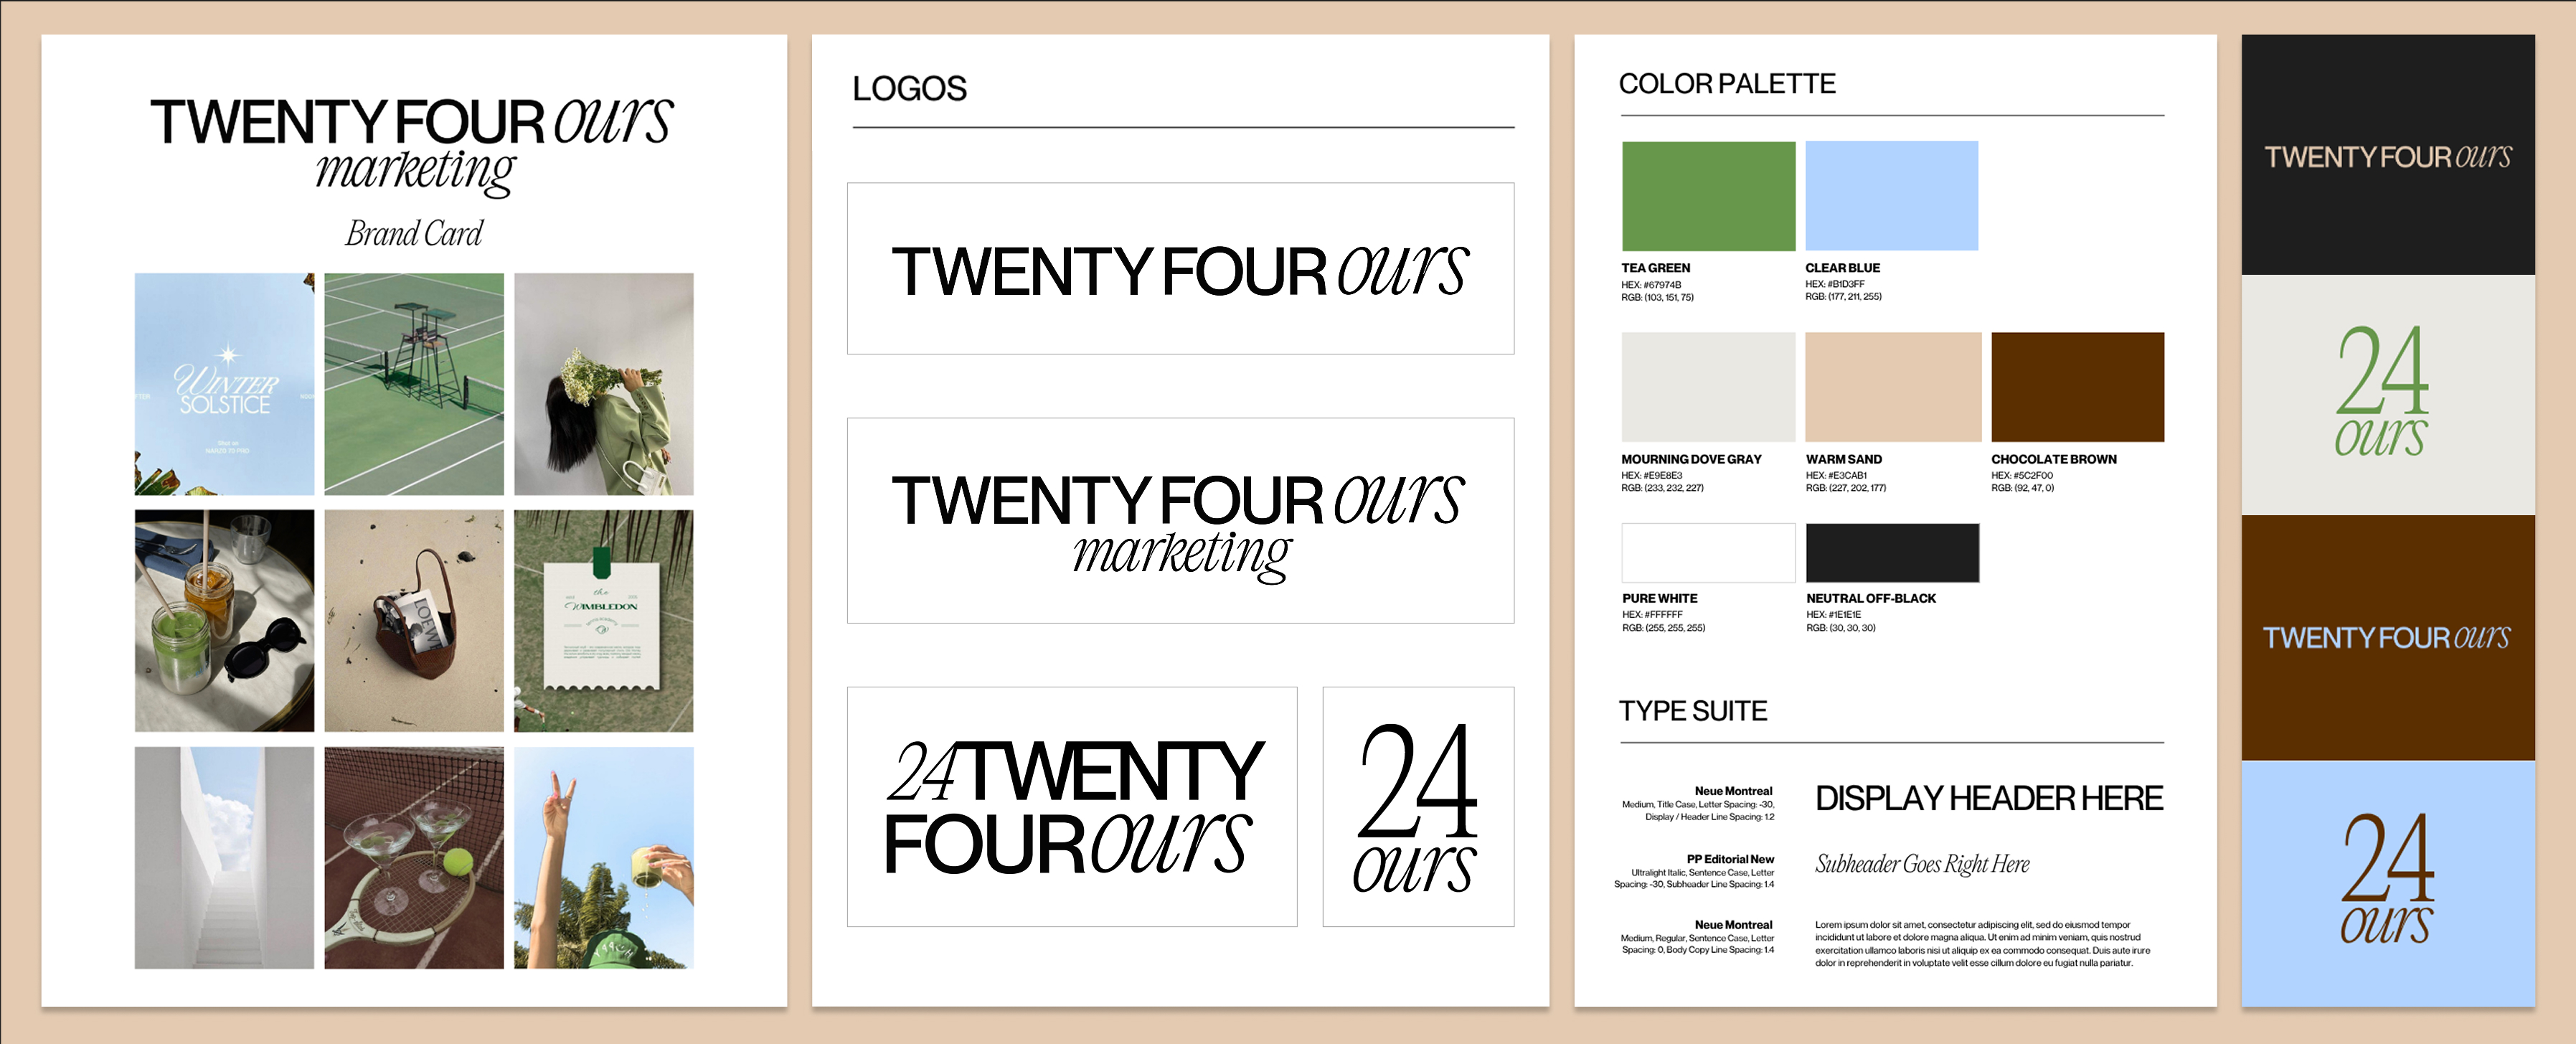 TWENTY FOUR ours
marketing
Brand Card
WINTER
SOLSTICE
LOEWE
the
WIMBLEDON
LOGOS
TWENTY FOUR ours
TWENTY FOUR ours
marketing
24TWENTY
FOURours
24
ours
COLOR PALETTE
TEA GREEN
HEX: #67974B
RGB: (103, 151, 75)
CLEAR BLUE
HEX: #B1D3FF
RGB: (177, 211, 255)
MOURNING DOVE GRAY
HEX: #E9E8E3
RGB: (233, 232, 227)
WARM SAND
HEX: #E3CAB1
RGB: (227, 202, 177)
CHOCOLATE BROWN
HEX: #5C2F00
RGB: (92, 47, 0)
PURE WHITE
HEX: #FFFFFF
RGB: (255, 255, 255)
NEUTRAL OFF-BLACK
HEX: #1E1E1E
RGB: (30, 30, 30)
TYPE SUITE
Neue Montreal
Medium, Title Case, Letter Spacing: -30,
Display / Header Line Spacing: 1.2
DISPLAY HEADER HERE
PP Editorial New
Ultralight Italic, Sentence Case, Letter
Spacing: -30, Subheader Line Spacing: 1.4
Subheader Goes Right Here
Neue Montreal
Medium, Regular, Sentence Case, Letter
Spacing: 0, Body Copy Line Spacing: 1.4
Lorem ipsum dolor sit amet, consectetur adipiscing elit, sed do eiusmod tempor
incididunt ut labore et dolore magna aliqua. Ut enim ad minim veniam, quis nostrud
exercitation ullamco laboris nisi ut aliquip ex ea commodo consequat. Duis aute irure
dolor in reprehenderit in voluptate velit esse cillum dolore eu fugiat nulla pariatur.
TWENTY FOUR ours
24
ours
TWENTY FOUR ours
24
ours